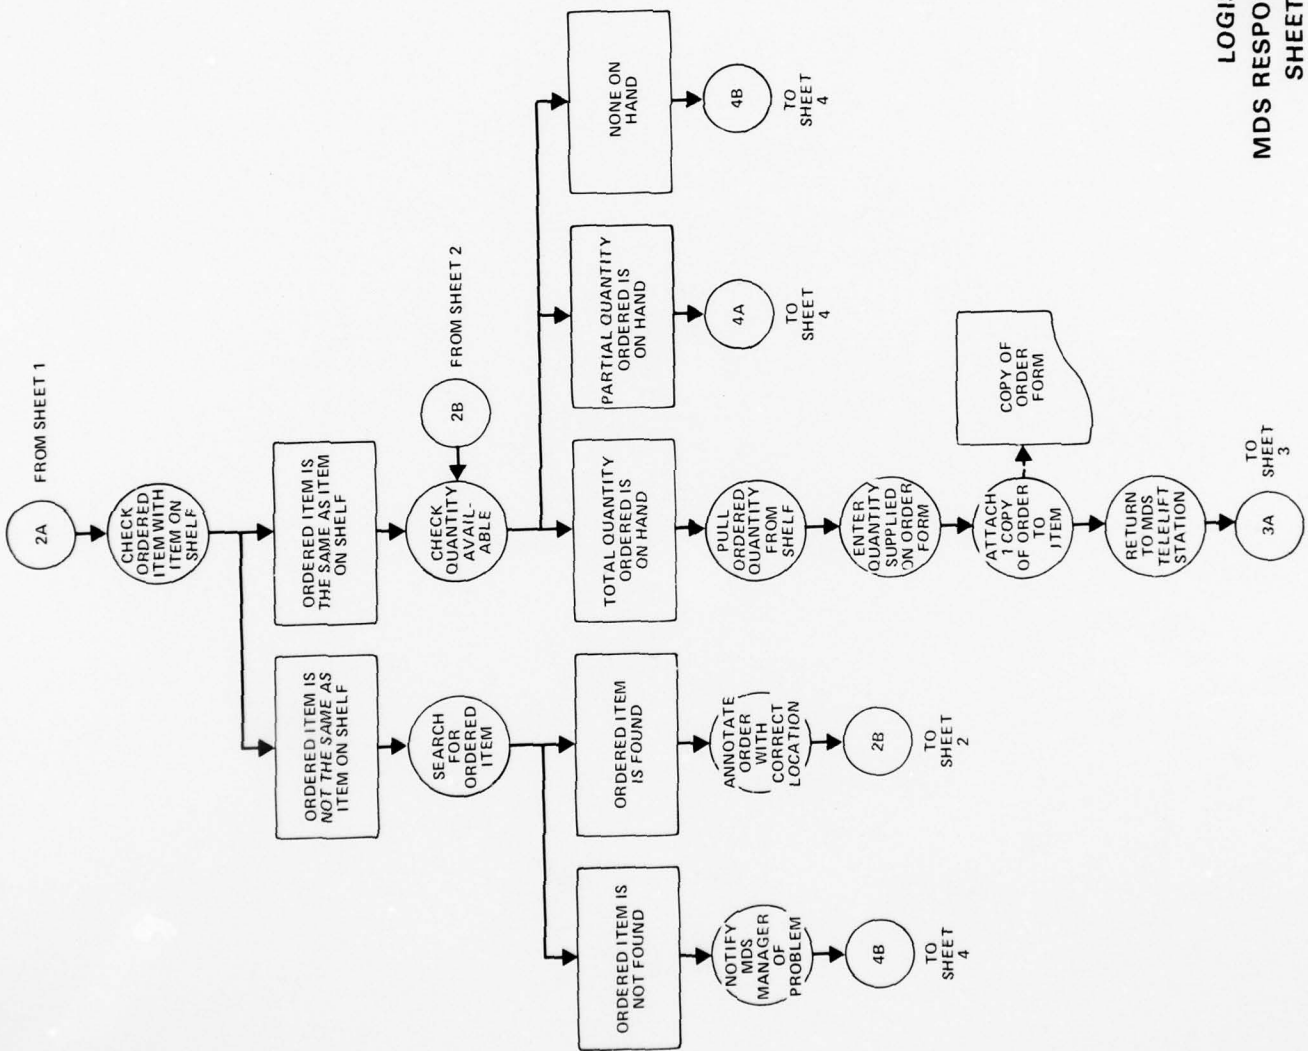 2A
FROM SHEET 1
CHECK
ORDERED
ITEM WITH
ITEM ON
SHELF
ORDERED ITEM IS
NOT THE SAME AS
ITEM ON SHELF
ORDERED ITEM IS
THE SAME AS ITEM
ON SHELF
SEARCH
FOR
ORDERED
ITEM
CHECK
QUANTITY
AVAIL-
ABLE
2B
FROM SHEET 2
ORDERED ITEM IS
NOT FOUND
ORDERED ITEM
IS FOUND
TOTAL QUANTITY
ORDERED IS
ON HAND
PARTIAL QUANTITY
ORDERED IS
ON HAND
NONE ON
HAND
NOTIFY
MDS
MANAGER
OF
PROBLEM
ANNOTATE
ORDER
WITH
CORRECT
LOCATION
PULL
ORDERED
QUANTITY
FROM
SHELF
4A
TO
SHEET
4
4B
TO
SHEET
4
4B
TO
SHEET
4
2B
TO
SHEET
2
ENTER
QUANTITY
SUPPLIED
ON ORDER
FORM
ATTACH
1 COPY
OF ORDER
TO
ITEM
COPY OF
ORDER
FORM
RETURN
TO MDS
TELELIFT
STATION
3A
TO
SHEET
3
LOGIS
MDS RESPO
SHEET